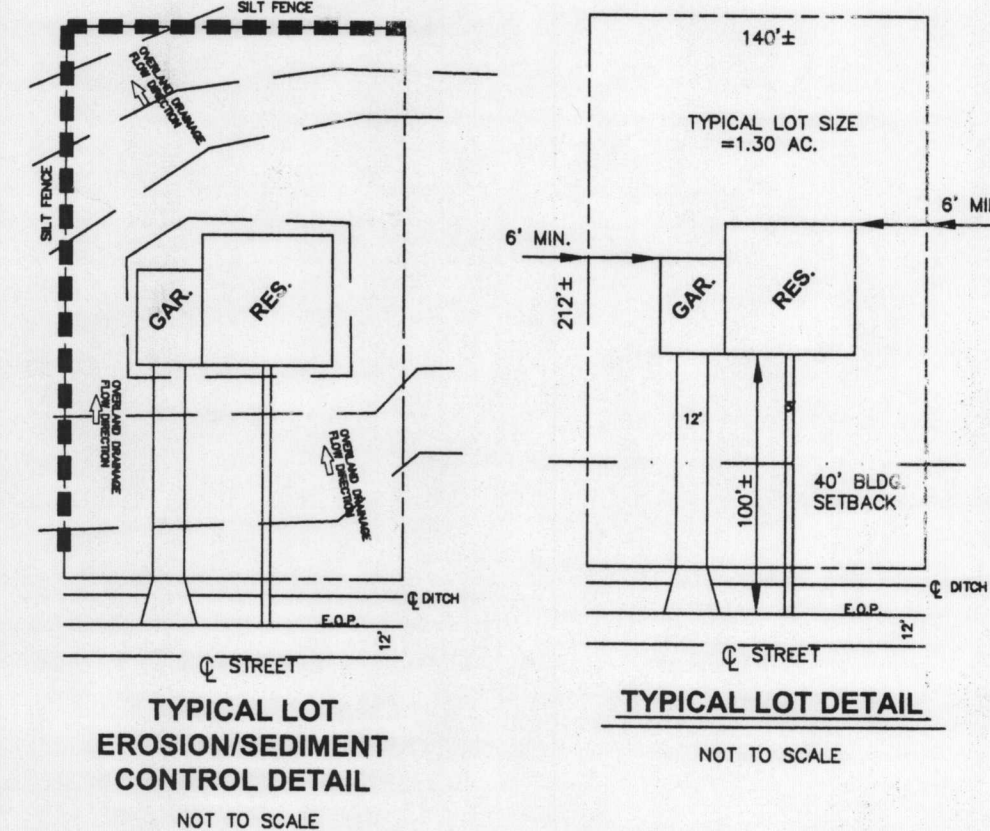 SILT FENCE
OVERLAND DRAINAGE
FLOW DIRECTION
SILT FENCE
GAR.
RES.
OVERLAND DRAINAGE
FLOW DIRECTION
OVERLAND DRAINAGE
FLOW DIRECTION
℄ DITCH
E.O.P.
12'
℄ STREET
TYPICAL LOT
EROSION/SEDIMENT
CONTROL DETAIL
NOT TO SCALE
140'±
TYPICAL LOT SIZE
=1.30 AC.
6' MIN.
6' MI
212'±
GAR.
RES.
12'
100'±
40' BLDG.
SETBACK
℄ DITCH
E.O.P.
12'
℄ STREET
TYPICAL LOT DETAIL
NOT TO SCALE